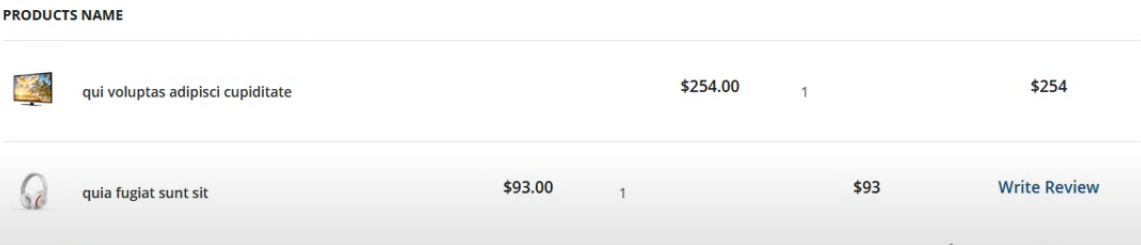 PRODUCTS NAME
qui voluptas adipisci cupiditate $254.00 1 $254
quia fugiat sunt sit $93.00 1 $93 Write Review